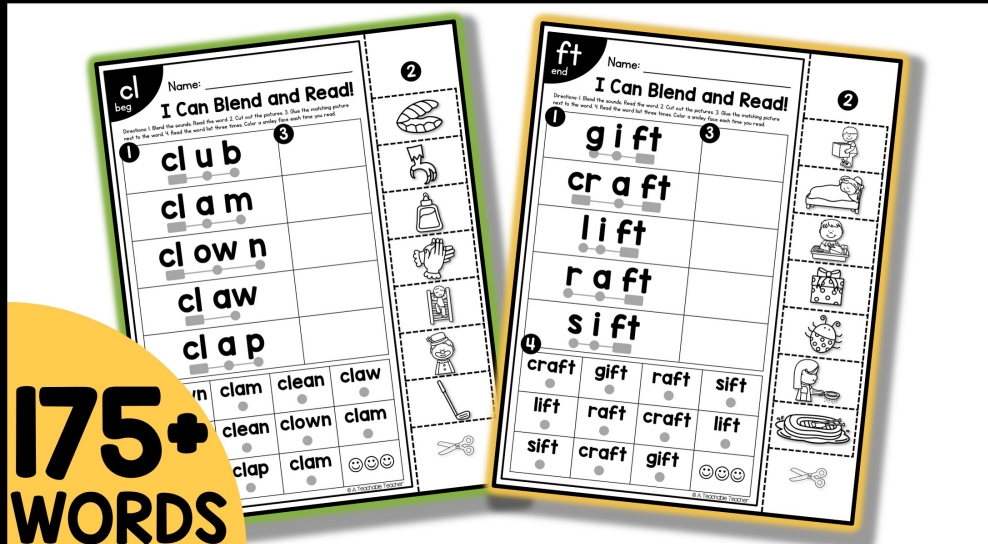 cl
beg
Name:
I Can Blend and Read!
Directions: 1. Blend the sounds. Read the word. 2. Cut out the pictures. 3. Glue the matching picture
next to the word. 4. Read the word list three times. Color a smiley face each time you read.
1
3
2
cl u b
cl a m
cl ow n
cl aw
cl a p
clam clean claw
clean clown clam
clap clam
© A Teachable Teacher
ft
end
Name:
I Can Blend and Read!
Directions: 1. Blend the sounds. Read the word. 2. Cut out the pictures. 3. Glue the matching picture
next to the word. 4. Read the word list three times. Color a smiley face each time you read.
1
3
2
g i ft
cr a ft
l i ft
r a ft
s i ft
4
craft gift raft sift
lift raft craft lift
sift craft gift
© A Teachable Teacher
175+
WORDS